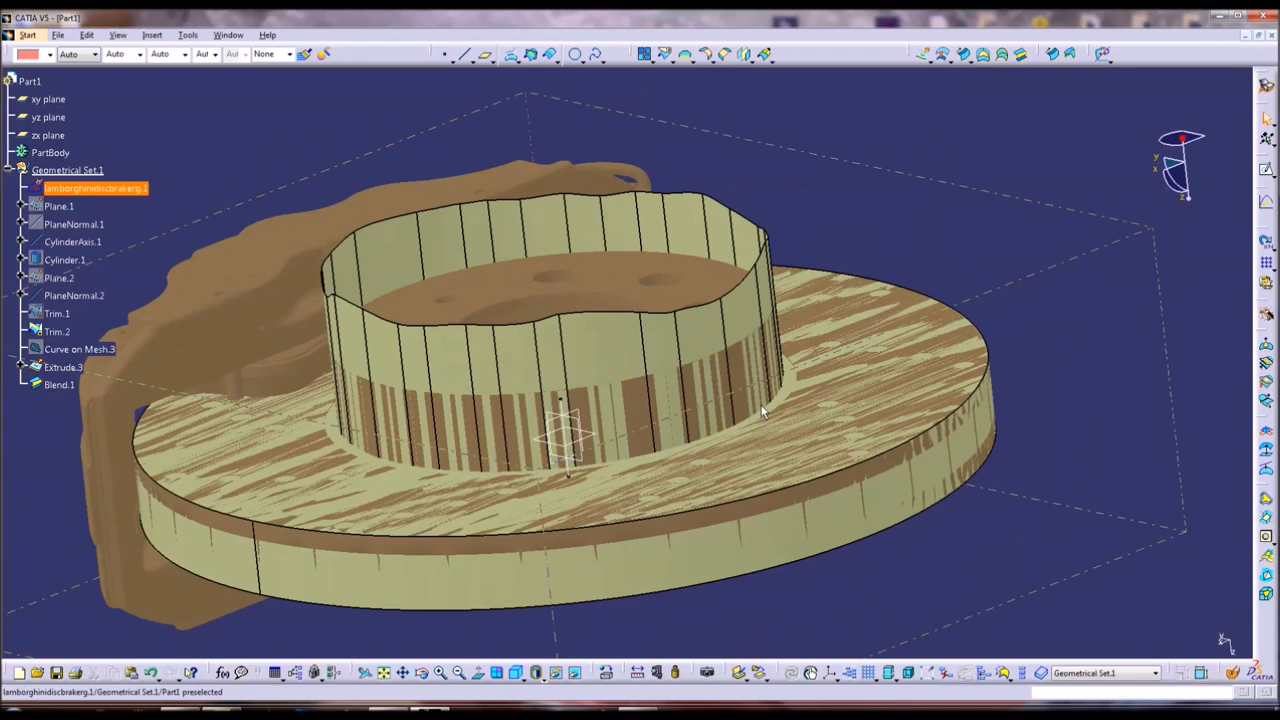 CATIA V5 - [Part1]
Start File Edit View Insert Tools Window Help
Auto Auto Auto Aut Aut None
Part1
xy plane
yz plane
zx plane
PartBody
Geometrical Set.1
lamborghinidiscbrakerg.1
Plane.1
PlaneNormal.1
CylinderAxis.1
Cylinder.1
Plane.2
PlaneNormal.2
Trim.1
Trim.2
Curve on Mesh.3
Extrude.3
Blend.1
y
x
z
f(x)
Geometrical Set.1
CATIA
lamborghinidiscbrakerg.1/Geometrical Set.1/Part1 preselected